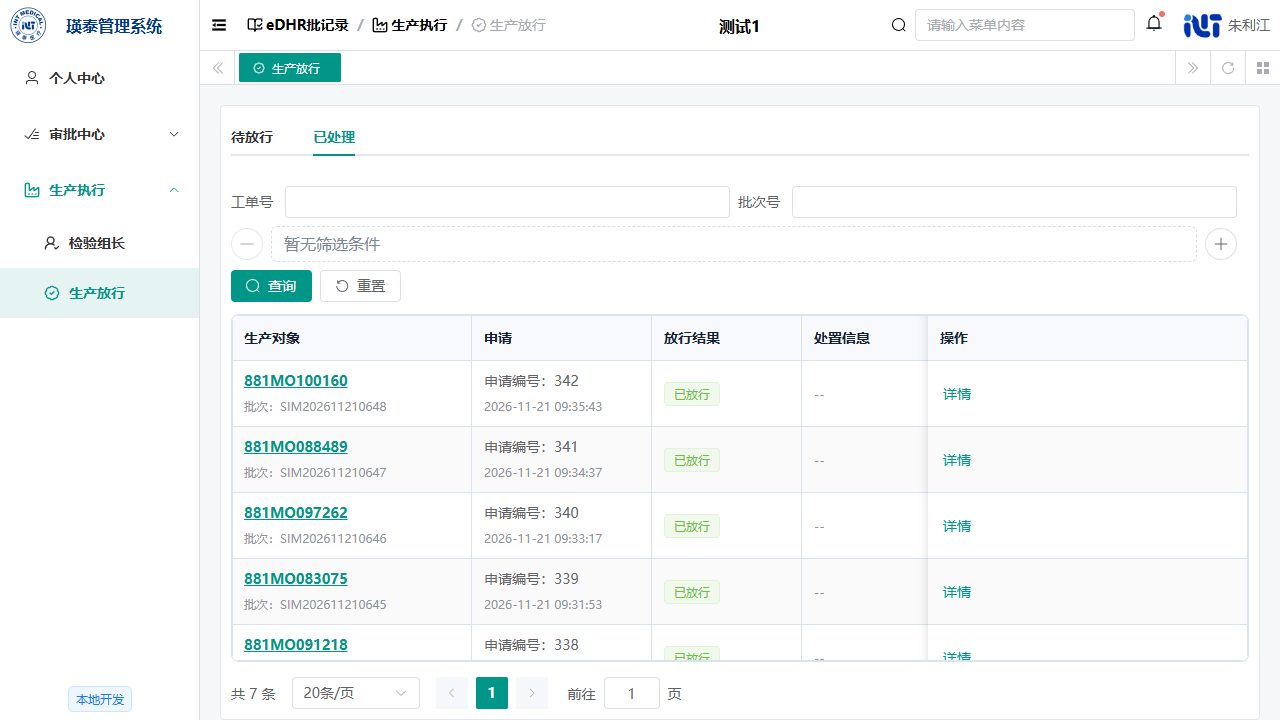 瑛泰管理系统
eDHR批记录 / 生产执行 / 生产放行
测试1
请输入菜单内容
朱利江
个人中心
审批中心
生产执行
检验组长
生产放行
本地开发
生产放行
待放行
已处理
工单号
批次号
暂无筛选条件
查询
重置
生产对象 申请 放行结果 处置信息 操作
881MO100160 申请编号：342 已放行 -- 详情
批次：SIM202611210648 2026-11-21 09:35:43
881MO088489 申请编号：341 已放行 -- 详情
批次：SIM202611210647 2026-11-21 09:34:37
881MO097262 申请编号：340 已放行 -- 详情
批次：SIM202611210646 2026-11-21 09:33:17
881MO083075 申请编号：339 已放行 -- 详情
批次：SIM202611210645 2026-11-21 09:31:53
881MO091218 申请编号：338 已放行 -- 详情
共 7 条 20条/页 1 前往 1 页